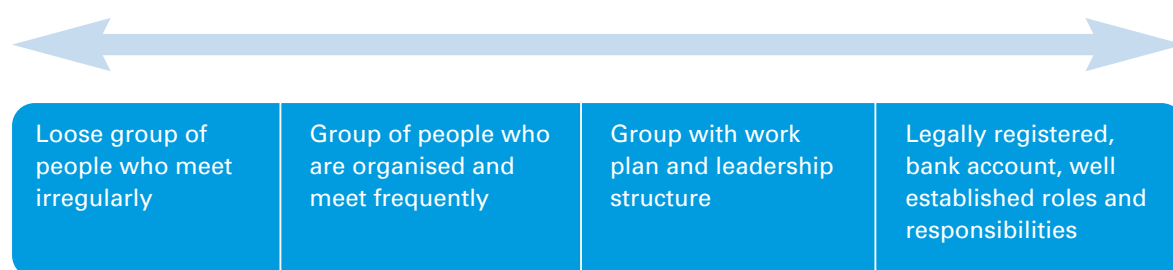 Loose group of
people who meet
irregularly
Group of people who
are organised and
meet frequently
Group with work
plan and leadership
structure
Legally registered,
bank account, well
established roles and
responsibilities